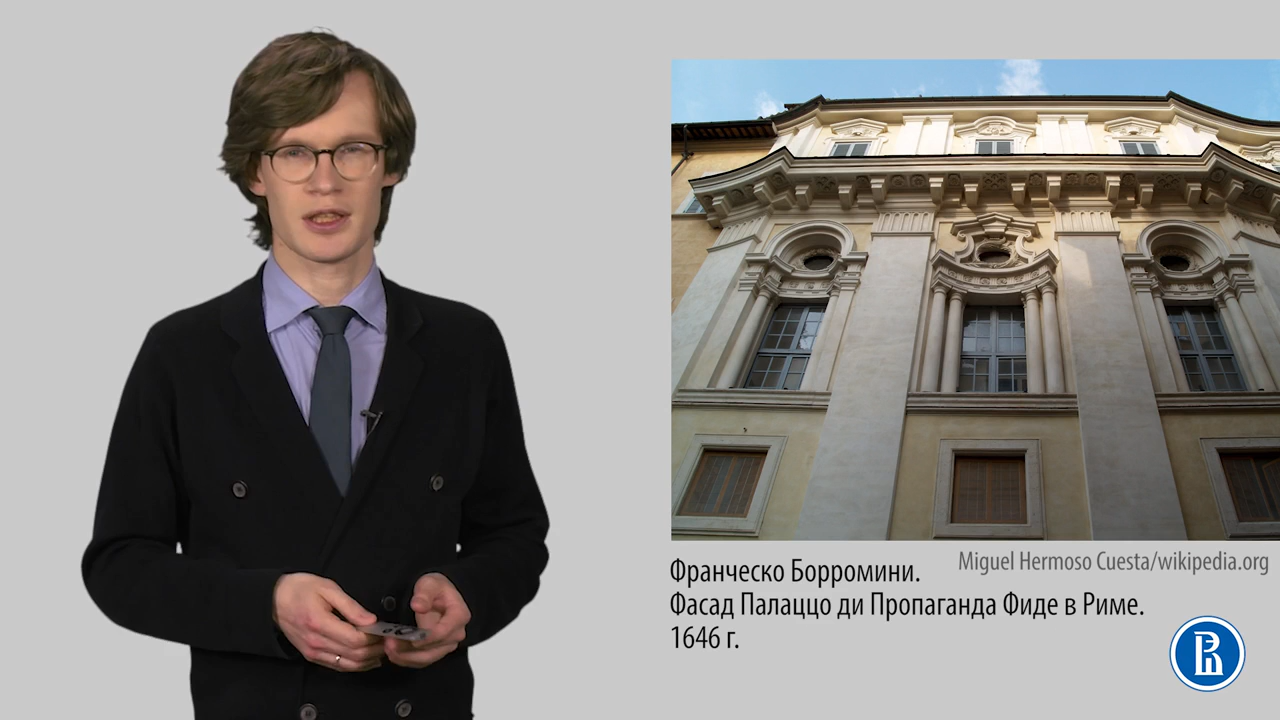 Miguel Hermoso Cuesta/wikipedia.org
Франческо Борромини.
Фасад Палаццо ди Пропаганда Фиде в Риме.
1646 г.